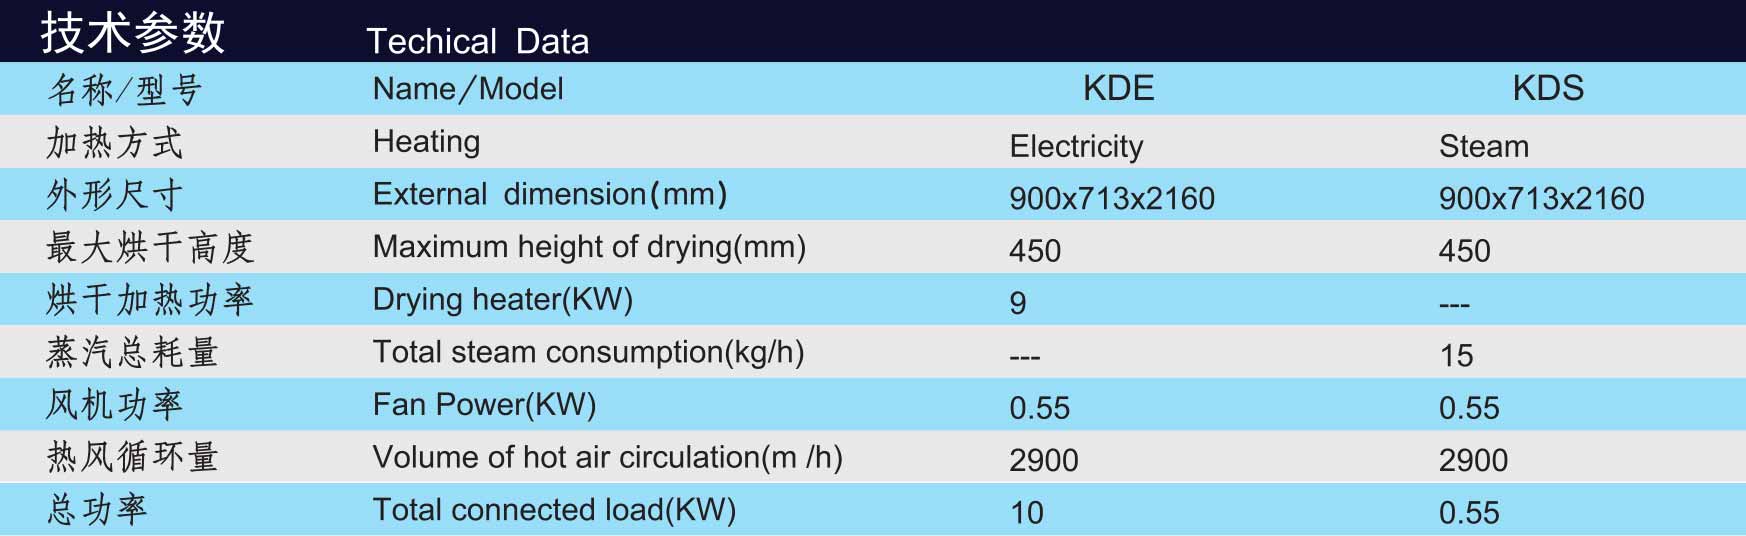 技术参数 Techical Data
名称/型号 Name/Model KDE KDS
加热方式 Heating Electricity Steam
外形尺寸 External dimension(mm) 900x713x2160 900x713x2160
最大烘干高度 Maximum height of drying(mm) 450 450
烘干加热功率 Drying heater(KW) 9 ---
蒸汽总耗量 Total steam consumption(kg/h) --- 15
风机功率 Fan Power(KW) 0.55 0.55
热风循环量 Volume of hot air circulation(m /h) 2900 2900
总功率 Total connected load(KW) 10 0.55